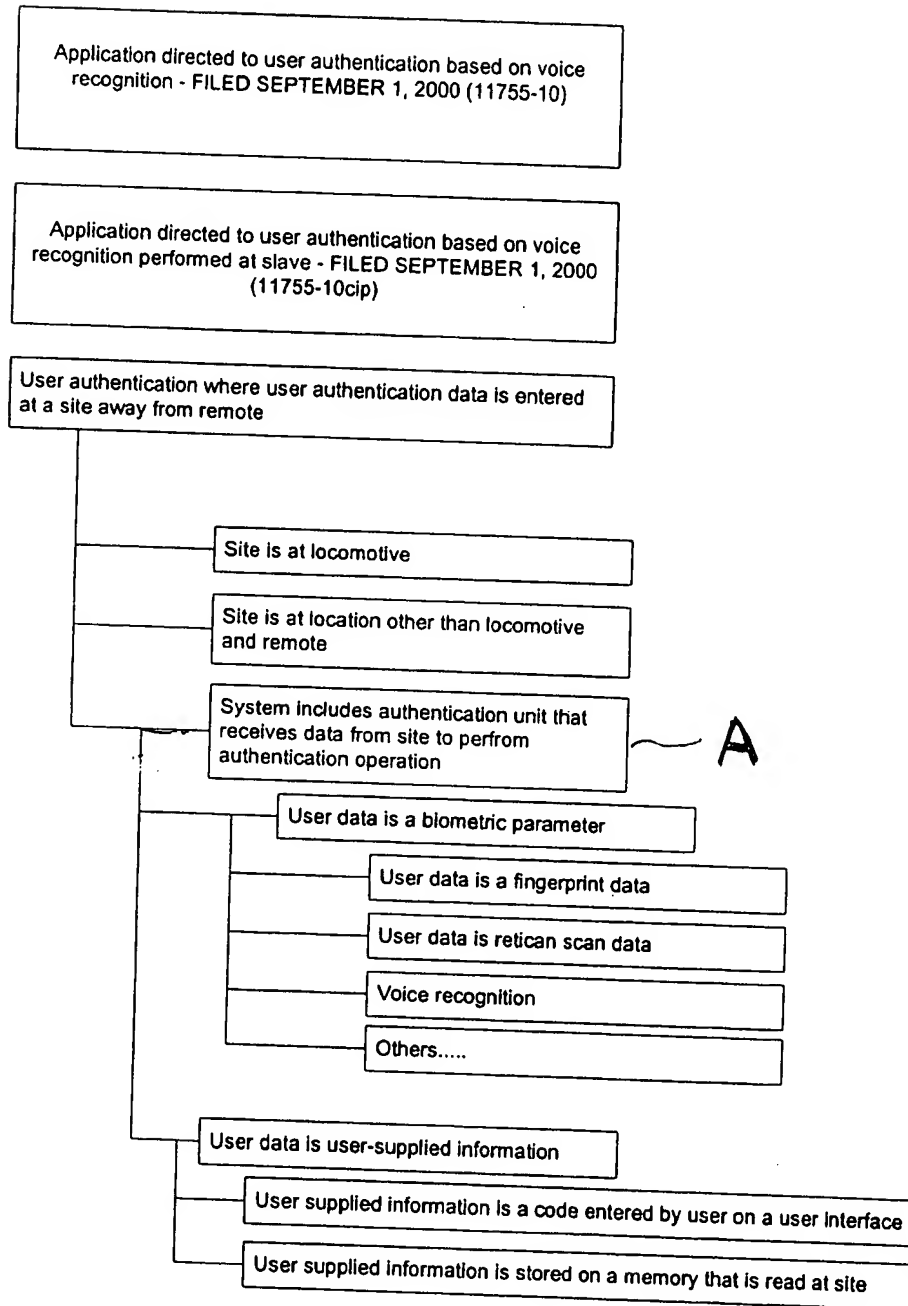 Application directed to user authentication based on voice
recognition - FILED SEPTEMBER 1, 2000 (11755-10)
Application directed to user authentication based on voice
recognition performed at slave - FILED SEPTEMBER 1, 2000
(11755-10cip)
User authentication where user authentication data is entered
at a site away from remote
Site is at locomotive
Site is at location other than locomotive
and remote
System includes authentication unit that
receives data from site to perfrom
authentication operation
A
User data is a biometric parameter
User data is a fingerprint data
User data is retican scan data
Voice recognition
Others.....
User data is user-supplied information
User supplied information is a code entered by user on a user interface
User supplied information is stored on a memory that is read at site